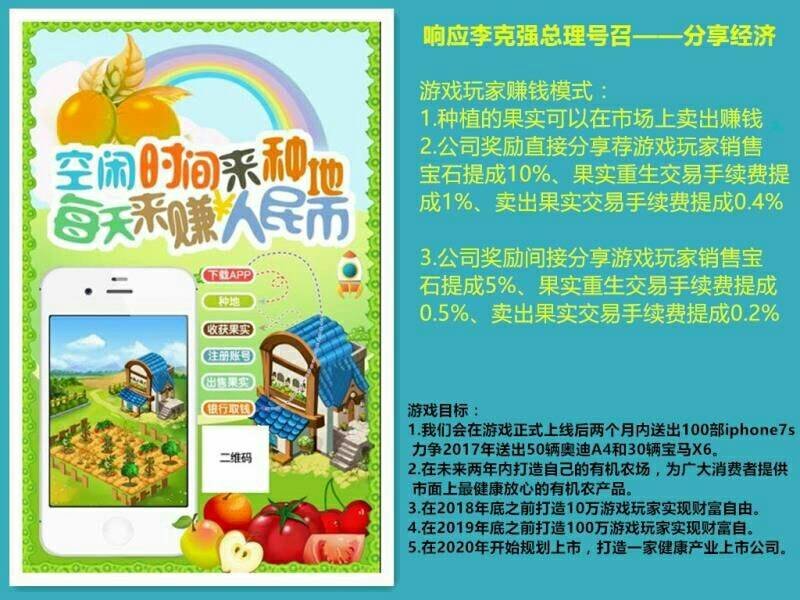 空闲时间来种地
每天来赚¥人民币
下载APP
种地
收获果实
注册账号
出售果实
银行取钱
二维码
响应李克强总理号召——分享经济
游戏玩家赚钱模式：
1.种植的果实可以在市场上卖出赚钱
2.公司奖励直接分享荐游戏玩家销售
宝石提成10%、果实重生交易手续费提
成1%、卖出果实交易手续费提成0.4%
3.公司奖励间接分享游戏玩家销售宝
石提成5%、果实重生交易手续费提成
0.5%、卖出果实交易手续费提成0.2%
游戏目标：
1.我们会在游戏正式上线后两个月内送出100部iphone7s
力争2017年送出50辆奥迪A4和30辆宝马X6。
2.在未来两年内打造自己的有机农场，为广大消费者提供
市面上最健康放心的有机农产品。
3.在2018年底之前打造10万游戏玩家实现财富自由。
4.在2019年底之前打造100万游戏玩家实现财富自。
5.在2020年开始规划上市，打造一家健康产业上市公司。